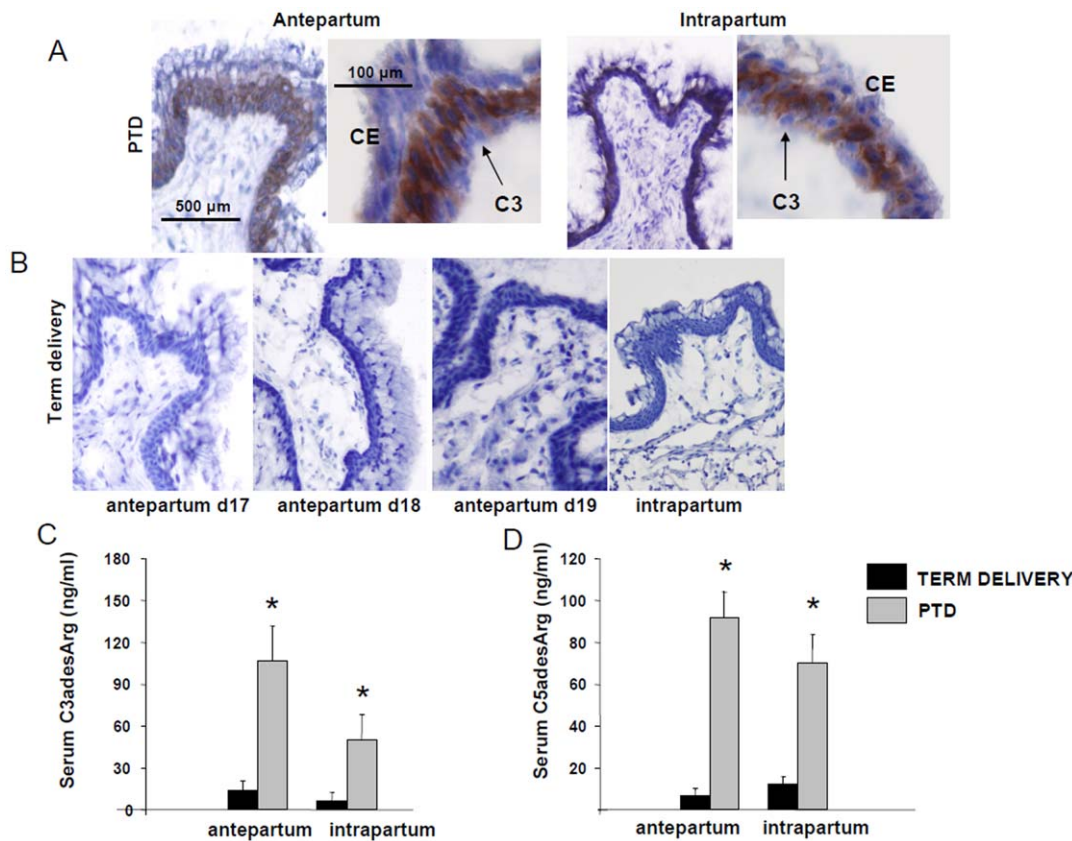 Antepartum
Intrapartum
A
PTD
500 µm
100 µm
CE
C3
CE
C3
B
Term delivery
antepartum d17
antepartum d18
antepartum d19
intrapartum
C
Serum C3adesArg (ng/ml)
180
150
120
90
60
30
0
*
*
antepartum
intrapartum
D
Serum C5adesArg (ng/ml)
120
100
80
60
40
20
*
*
antepartum
intrapartum
TERM DELIVERY
PTD